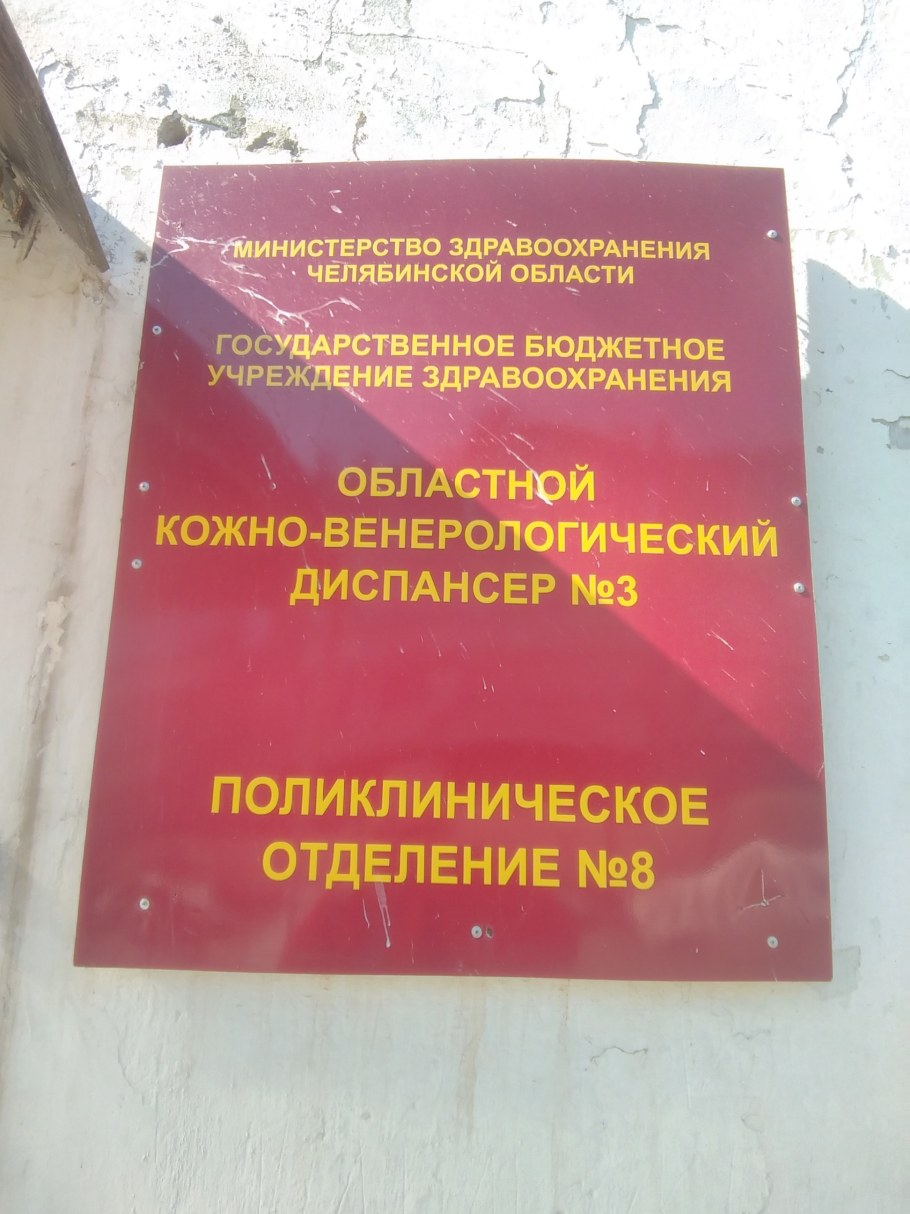 МИНИСТЕРСТВО ЗДРАВООХРАНЕНИЯ
ЧЕЛЯБИНСКОЙ ОБЛАСТИ
ГОСУДАРСТВЕННОЕ БЮДЖЕТНОЕ
УЧРЕЖДЕНИЕ ЗДРАВООХРАНЕНИЯ
ОБЛАСТНОЙ
КОЖНО-ВЕНЕРОЛОГИЧЕСКИЙ
ДИСПАНСЕР №3
ПОЛИКЛИНИЧЕСКОЕ
ОТДЕЛЕНИЕ №8